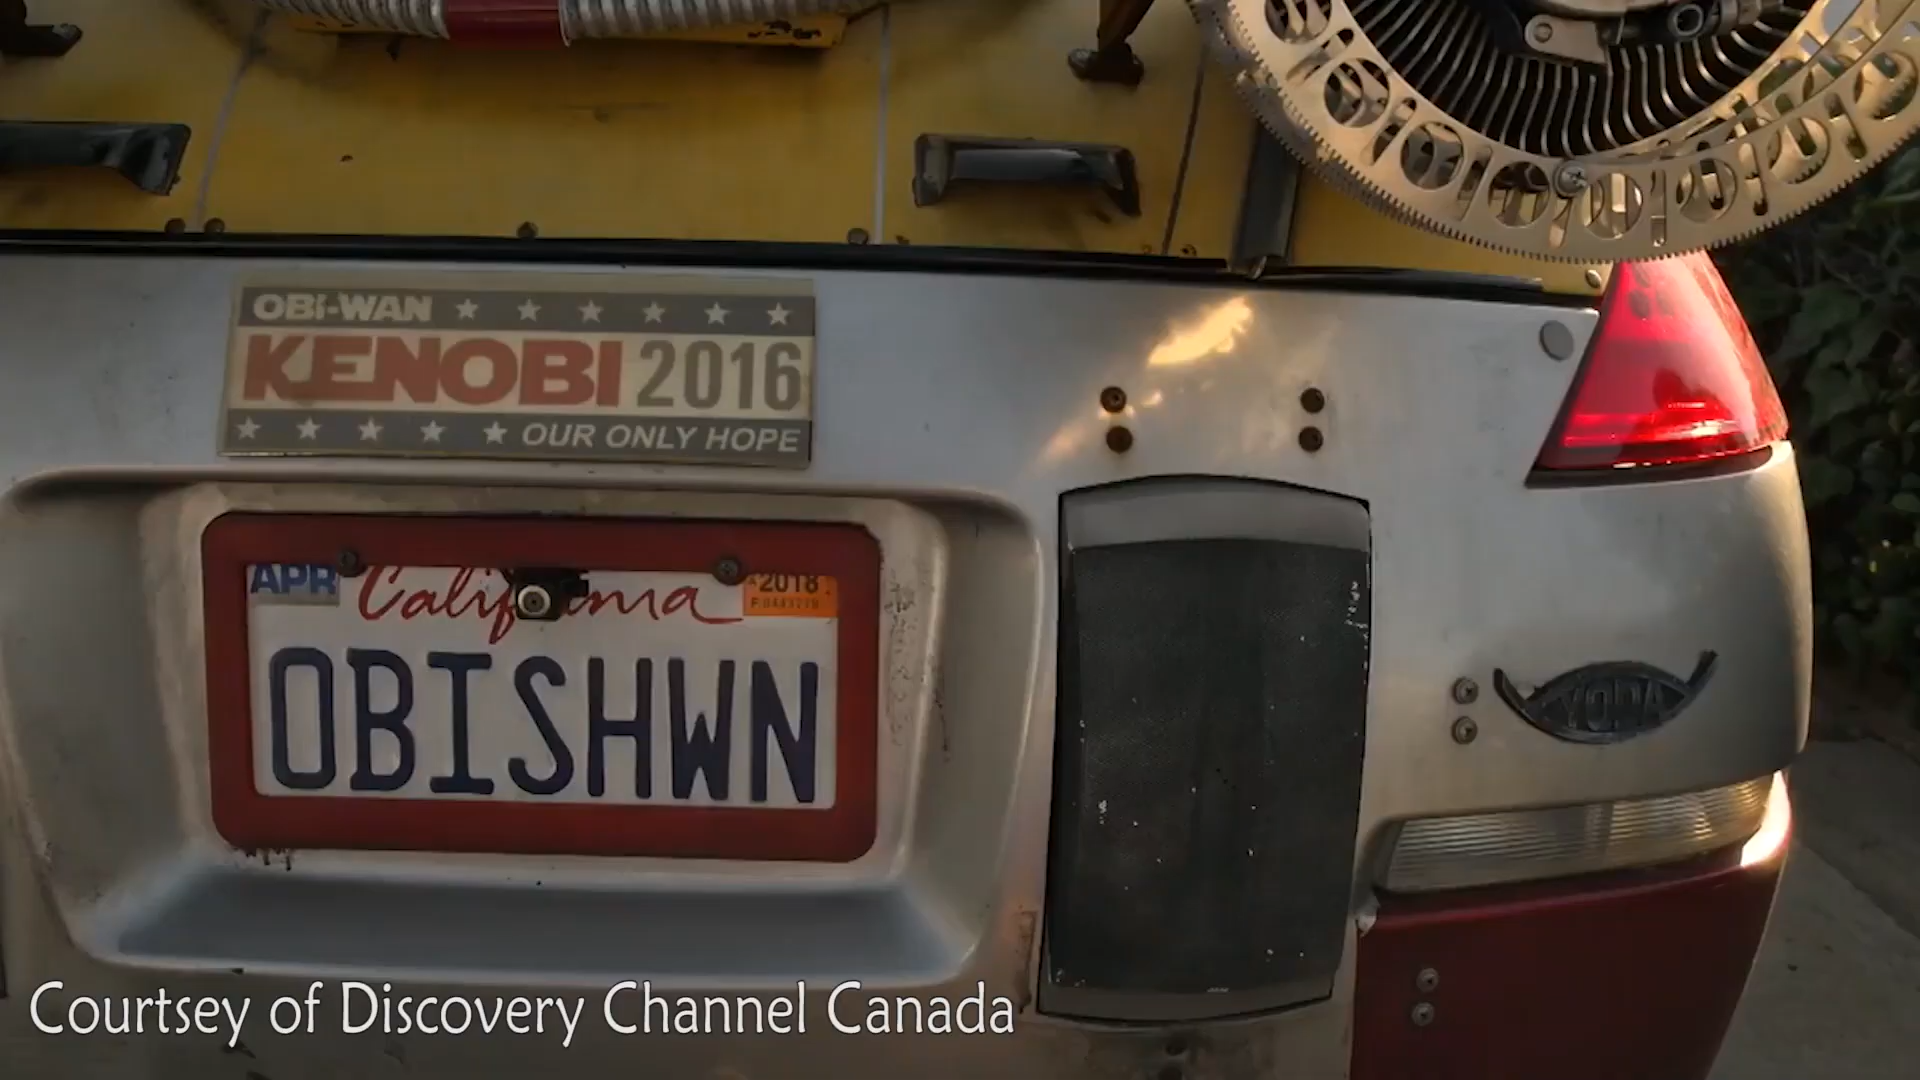 OBI-WAN
KENOBI 2016
OUR ONLY HOPE
APR California 2018
OBISHWN
YODA
Courtsey of Discovery Channel Canada